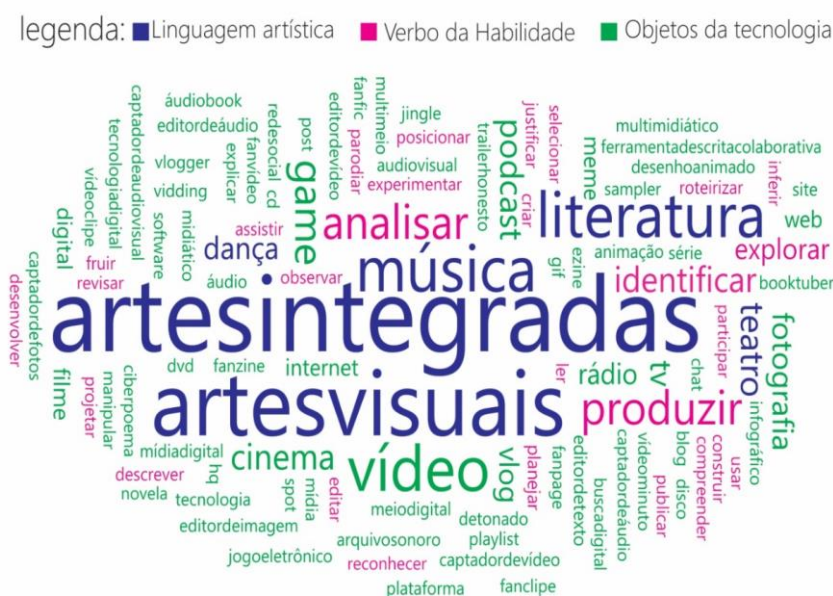 legenda: Linguagem artística Verbo da Habilidade Objetos da tecnologia
captadordeaudiovisual
tecnologiadigital
videoclipe
áudiobook
editordeáudio
vlogger
vidding
explicar
fanvídeo
redesocial
cd
post
game
editordevídeo
fanfic
parodiar
multimeio
jingle
posicionar
audiovisual
experimentar
trailerhonesto
podcast
justificar
criar
selecionar
meme
multimidiático
ferramentadescritacolaborativa
desenhoanimado
inferir
sampler
roteirizar
site
web
digital
software
midiático
assistir
dança
analisar
literatura
explorar
fruir
revisar
áudio
observar
música
gif
ezine
animação
série
identificar
booktuber
captadordefotos
desenvolver
artesintegradas
participar
teatro
fotografia
filme
projetar
manipular
ciberpoema
dvd
fanzine
internet
artesvisuais
ler
rádio
tv
chat
produzir
infográfico
mídiadigital
descrever
hq
novela
tecnologia
cinema
spot
mídia
editar
vídeo
vlog
planejar
fanpage
editordetexto
buscadigital
captadordeáudio
vídeominuto
publicar
blog
disco
compreender
construir
usar
editordeimagem
meiodigital
detonado
arquivosonoro
playlist
jogoeletrônico
reconhecer
captadordevídeo
plataforma
fanclipe